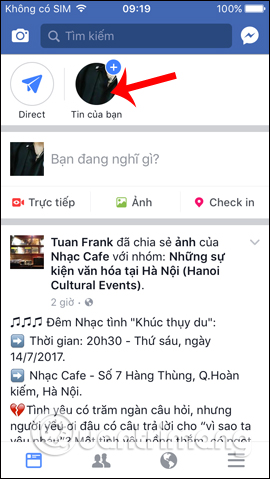 Không có SIM 09:19 100%
Tìm kiếm
Direct Tin của bạn
Bạn đang nghĩ gì?
Trực tiếp Ảnh Check in
Tuan Frank đã chia sẻ ảnh của
Nhạc Cafe với nhóm: Những sự
kiện văn hóa tại Hà Nội (Hanoi
Cultural Events).
2 giờ ·
🎵🎵🎵 Đêm Nhạc tình "Khúc thụy du":
➡️ Thời gian: 20h30 - Thứ sáu, ngày
14/7/2017.
➡️ Nhạc Cafe - Số 7 Hàng Thùng, Q.Hoàn
kiếm, Hà Nội.
💔Tình yêu có trăm ngàn câu hỏi, nhưng
người yêu ơi đâu có câu trả lời cho "vì sao ta
yêu nhau"? Một tình yêu nồng thắm, có ngọt